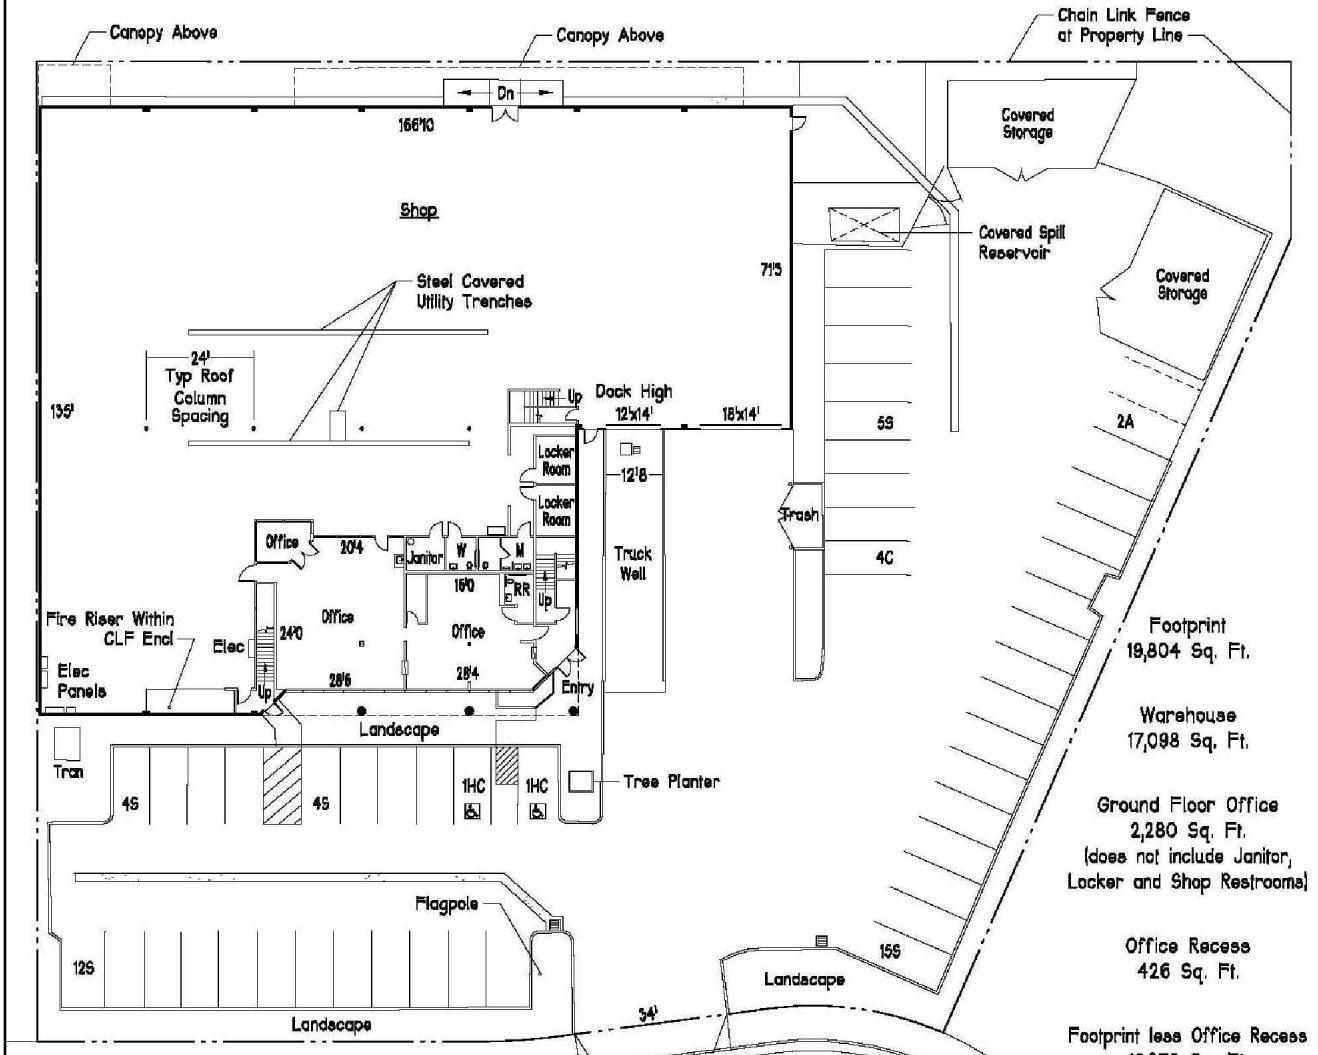 Canopy Above
Canopy Above
Chain Link Fence
at Property Line
Dn
166'10
Covered
Storage
Shop
Covered Spill
Reservoir
71'5
Steel Covered
Utility Trenches
Covered
Storage
24'
Typ Roof
Column
Spacing
135'
Up
Dock High
12'x14'
18'x14'
5S
2A
Locker
Room
12'8
Locker
Room
Trash
Office
20'4
Janitor
W
M
Truck
Well
4C
16'0
RR
Up
Fire Riser Within
CLF Encl
Office
24'0
Office
Elec
Footprint
19,804 Sq. Ft.
Elec
Panels
Up
28'6
28'4
Entry
Landscape
Warehouse
17,098 Sq. Ft.
Tran
4S
4S
1HC
1HC
Tree Planter
Ground Floor Office
2,280 Sq. Ft.
(does not include Janitor,
Locker and Shop Restrooms)
Flagpole
12S
15S
Office Recess
426 Sq. Ft.
Landscape
Landscape
34'
Footprint less Office Recess